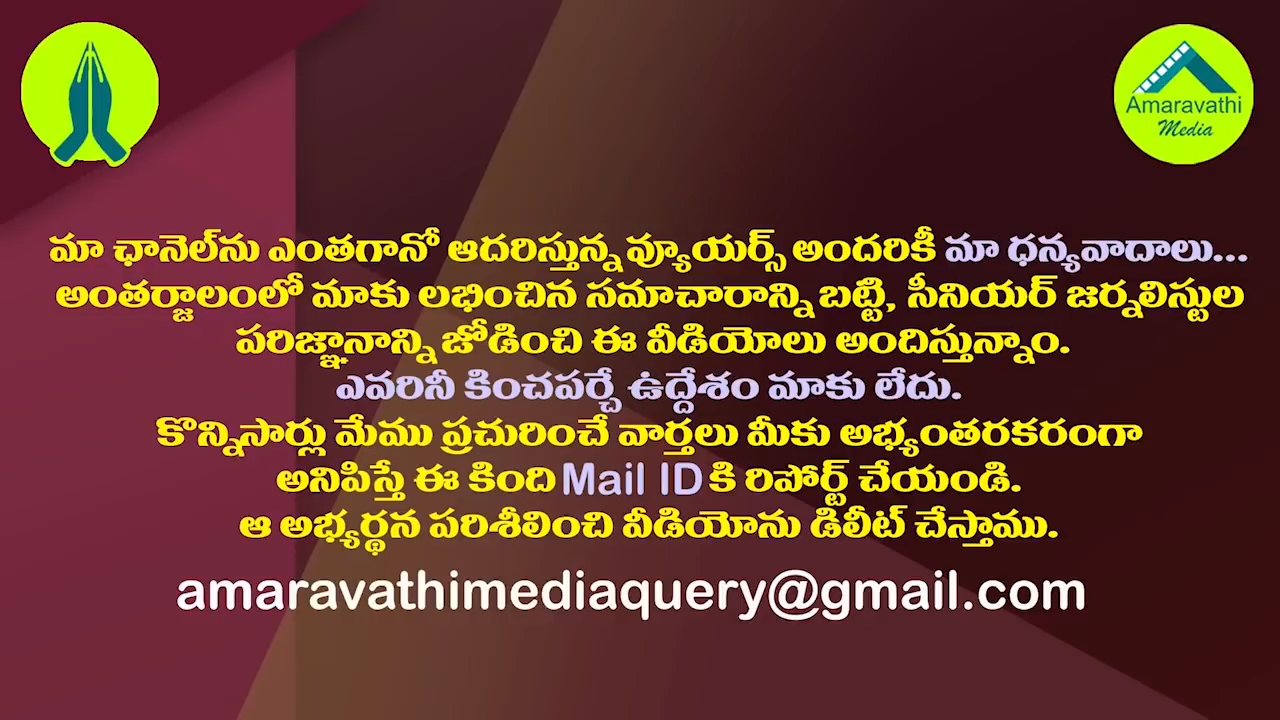 Amaravathi
Media
మా ఛానెల్‌ను ఎంతగానో ఆదరిస్తున్న వ్యూయర్స్ అందరికీ మా ధన్యవాదాలు...
అంతర్జాలంలో మాకు లభించిన సమాచారాన్ని బట్టి, సీనియర్ జర్నలిస్టుల
పరిజ్ఞానాన్ని జోడించి ఈ వీడియోలు అందిస్తున్నాం.
ఎవరినీ కించపర్చే ఉద్దేశం మాకు లేదు.
కొన్నిసార్లు మేము ప్రచురించే వార్తలు మీకు అభ్యంతరకరంగా
అనిపిస్తే ఈ కింది Mail ID కి రిపోర్ట్ చేయండి.
ఆ అభ్యర్థన పరిశీలించి వీడియోను డిలీట్ చేస్తాము.
amaravathimediaquery@gmail.com